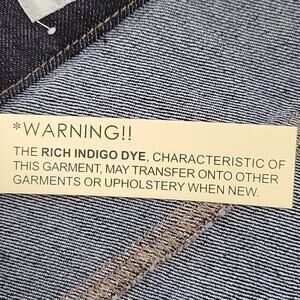 *WARNING!!
THE RICH INDIGO DYE, CHARACTERISTIC OF
THIS GARMENT, MAY TRANSFER ONTO OTHER
GARMENTS OR UPHOLSTERY WHEN NEW.